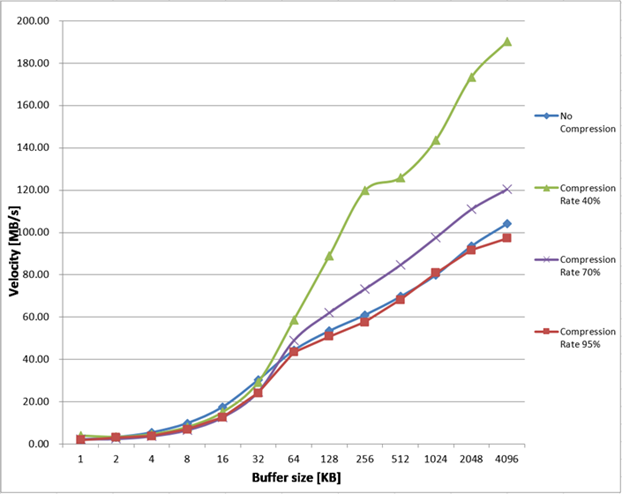 200.00
180.00
160.00
140.00
120.00
100.00
80.00
60.00
40.00
20.00
0.00
Velocity [MB/s]
1 2 4 8 16 32 64 128 256 512 1024 2048 4096
Buffer size [KB]
No
Compression
Compression
Rate 40%
Compression
Rate 70%
Compression
Rate 95%